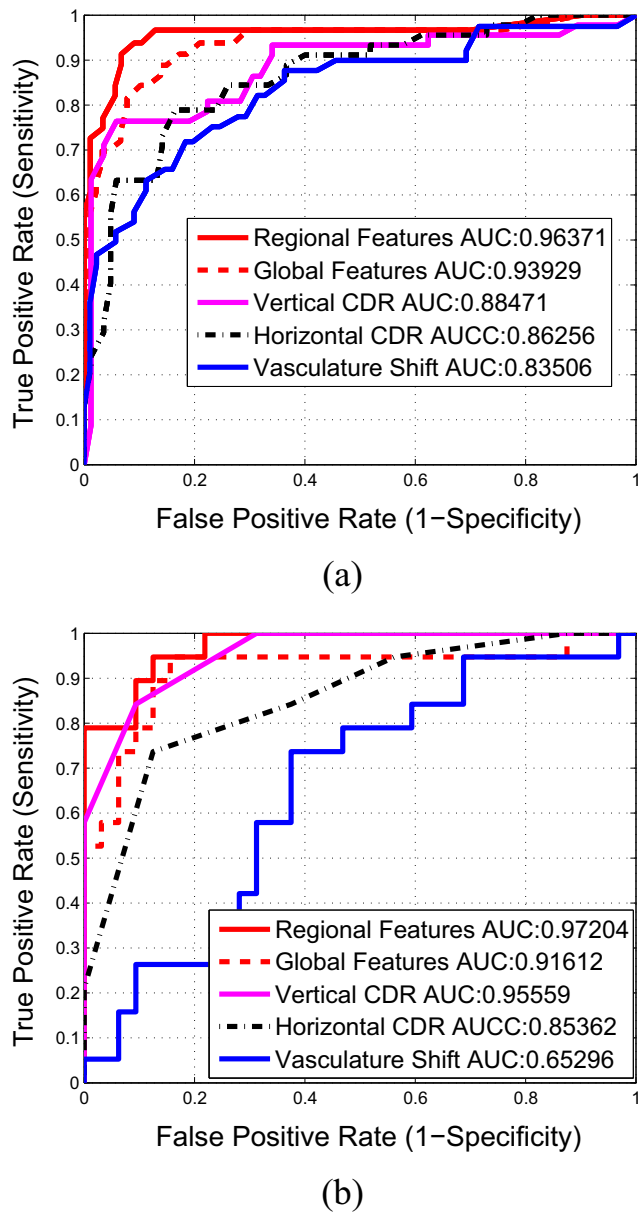 1
0.9
0.8
0.7
0.6
0.5
0.4
0.3
0.2
0.1
0
0 0.2 0.4 0.6 0.8 1
True Positive Rate (Sensitivity)
Regional Features AUC:0.96371
Global Features AUC:0.93929
Vertical CDR AUC:0.88471
Horizontal CDR AUCC:0.86256
Vasculature Shift AUC:0.83506
False Positive Rate (1−Specificity)
(a)
1
0.9
0.8
0.7
0.6
0.5
0.4
0.3
0.2
0.1
0
0 0.2 0.4 0.6 0.8 1
True Positive Rate (Sensitivity)
Regional Features AUC:0.97204
Global Features AUC:0.91612
Vertical CDR AUC:0.95559
Horizontal CDR AUCC:0.85362
Vasculature Shift AUC:0.65296
False Positive Rate (1−Specificity)
(b)